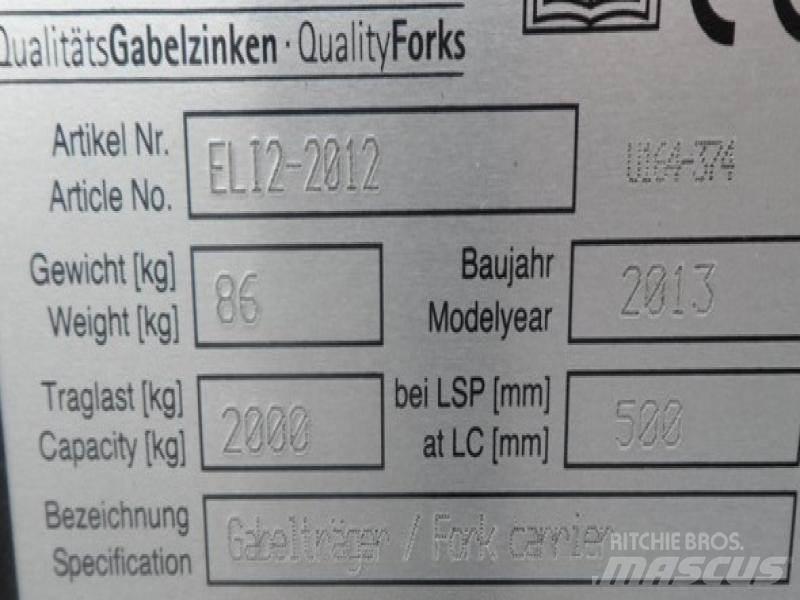 QualitätsGabelzinken · QualityForks
CE
Artikel Nr.
Article No.
ELI2-2012
U164-374
Gewicht [kg]
Weight [kg]
86
Baujahr
Modelyear
2013
Traglast [kg]
Capacity [kg]
2000
bei LSP [mm]
at LC [mm]
500
Bezeichnung
Specification
Gabelträger / Fork carrier
RITCHIE BROS.
MASCUS